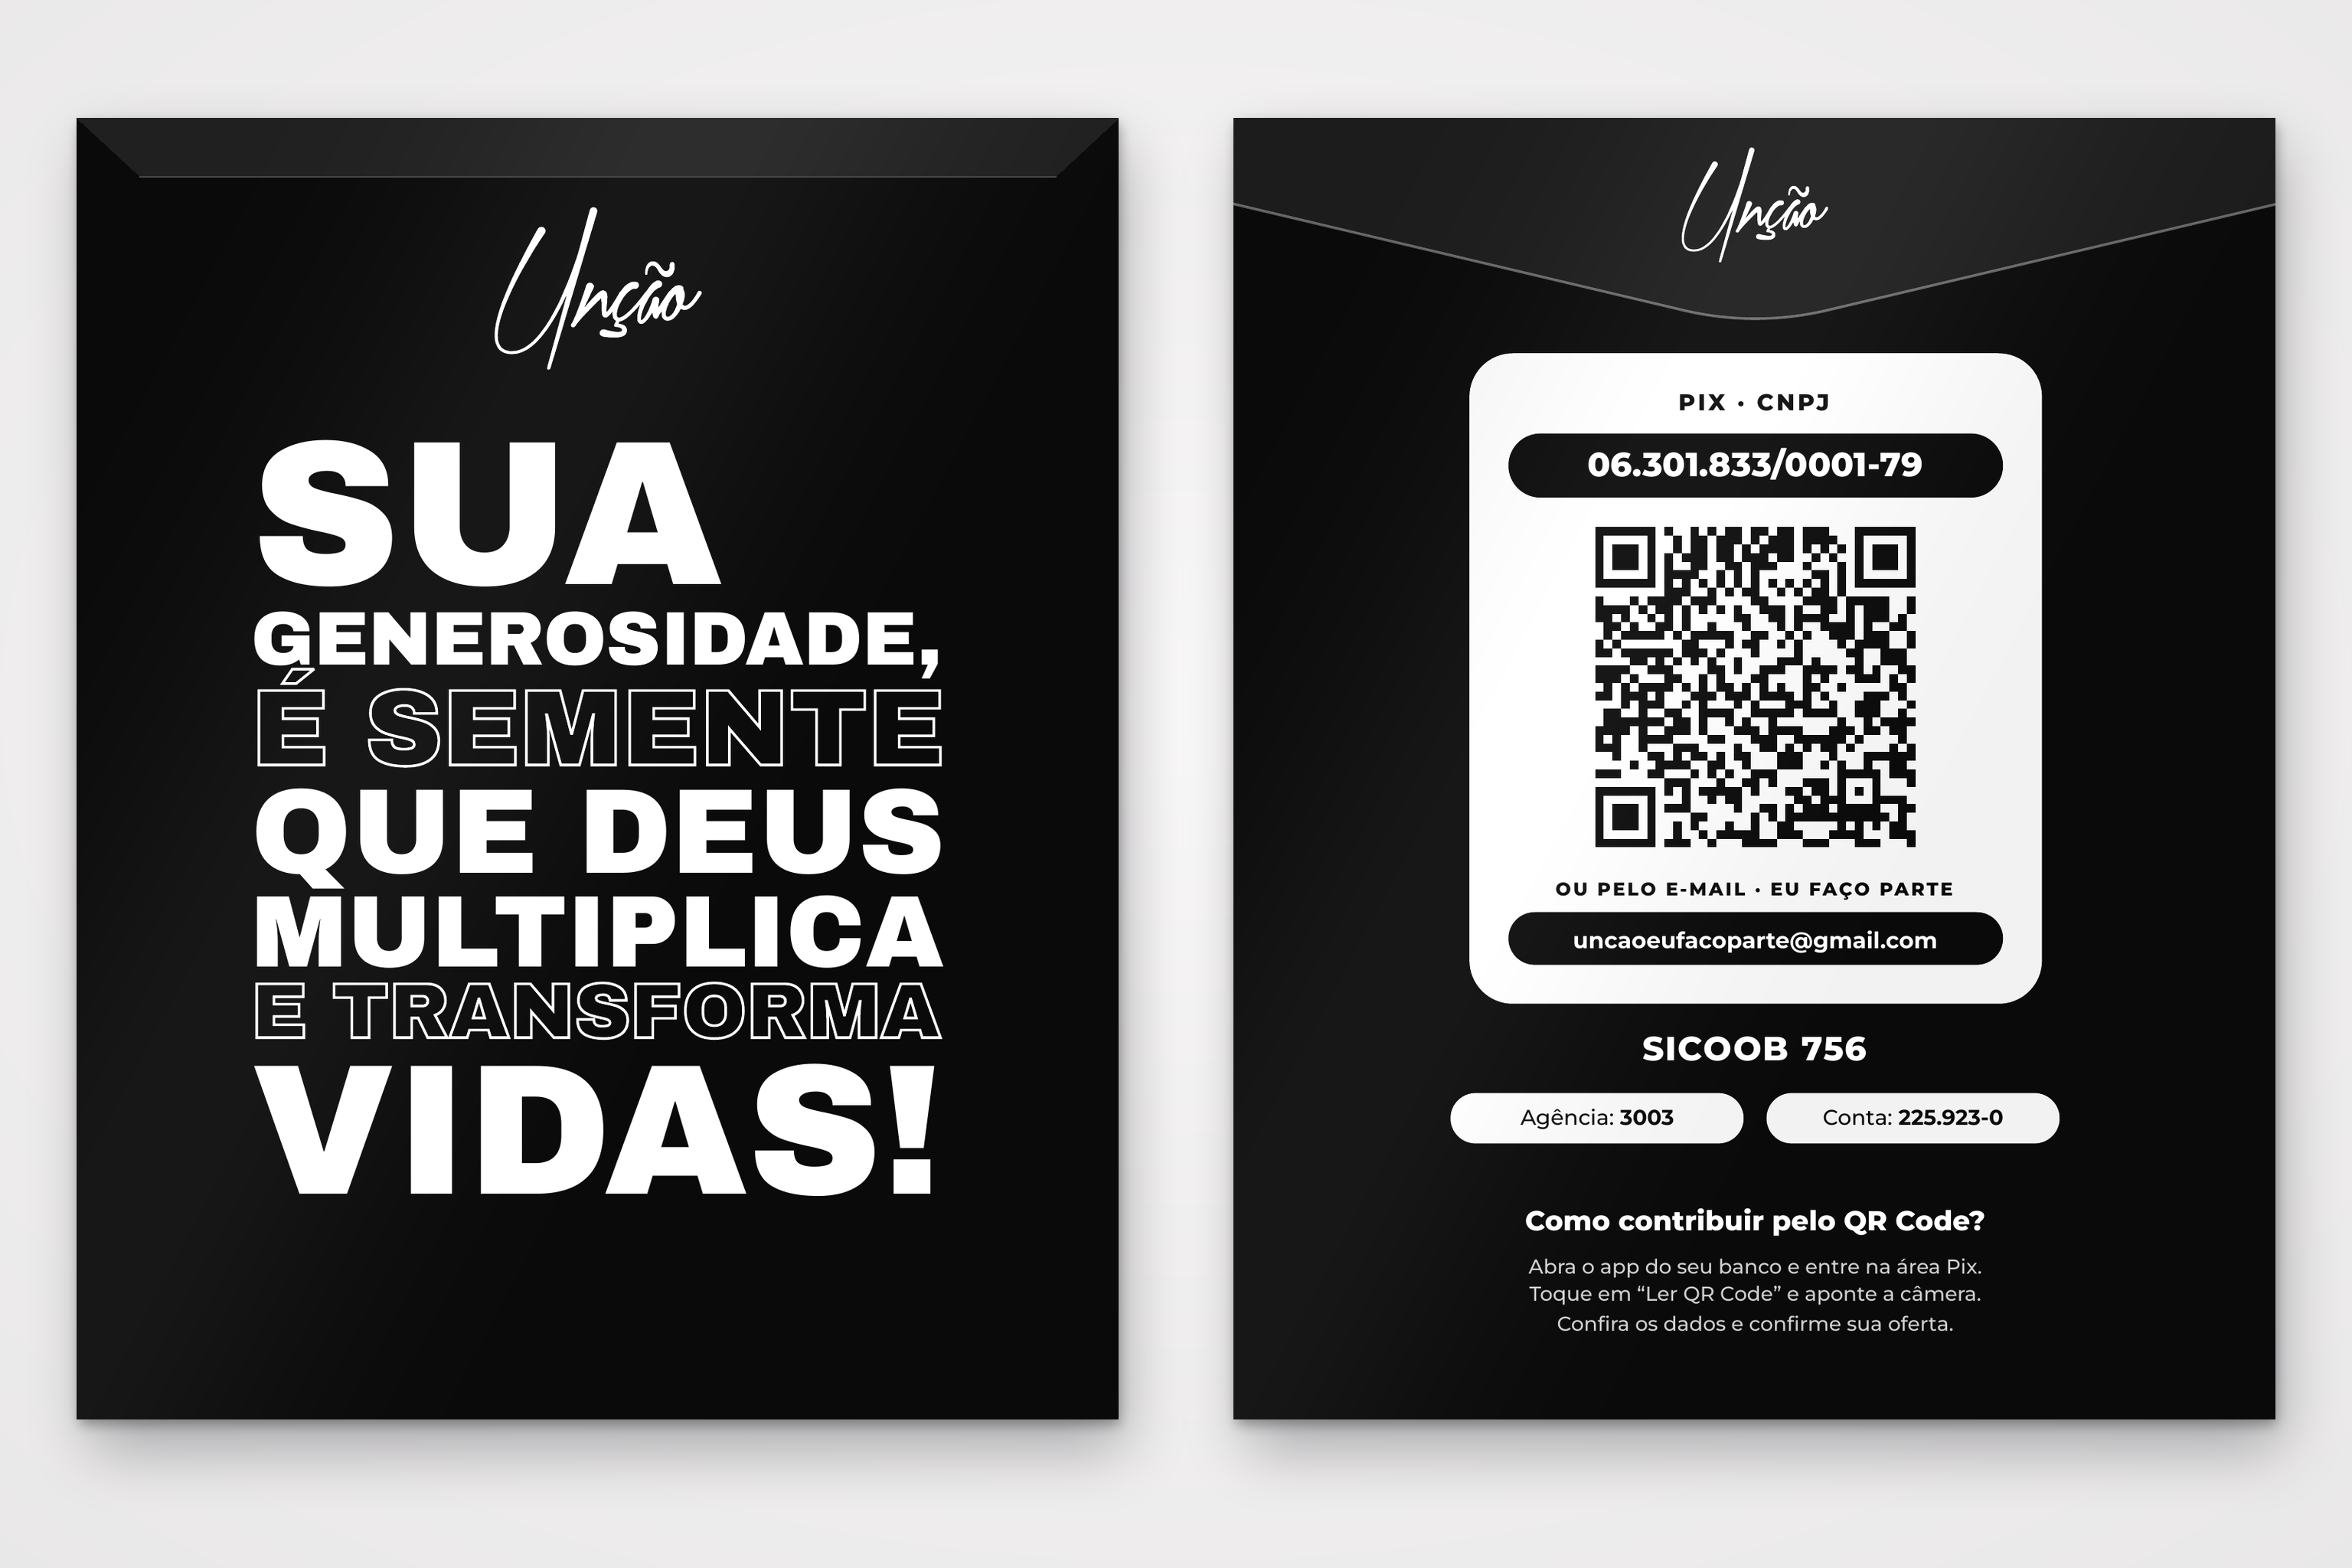 Unção
SUA
GENEROSIDADE,
É SEMENTE
QUE DEUS
MULTIPLICA
E TRANSFORMA
VIDAS!
Unção
PIX · CNPJ
06.301.833/0001-79
OU PELO E-MAIL · EU FAÇO PARTE
uncaoeufacoparte@gmail.com
SICOOB 756
Agência: 3003
Conta: 225.923-0
Como contribuir pelo QR Code?
Abra o app do seu banco e entre na área Pix.
Toque em “Ler QR Code” e aponte a câmera.
Confira os dados e confirme sua oferta.